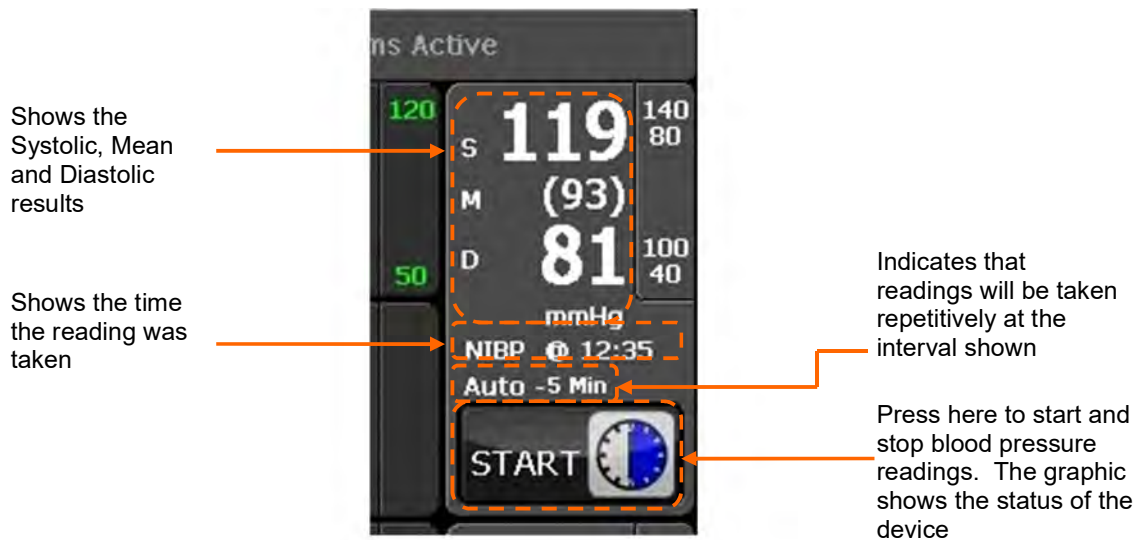 ns Active
Shows the
Systolic, Mean
and Diastolic
results
120
50
S 119
M (93)
D 81
mmHg
140
80
100
40
Shows the time
the reading was
taken
NIBP @ 12:35
Auto -5 Min
START
Indicates that
readings will be taken
repetitively at the
interval shown
Press here to start and
stop blood pressure
readings. The graphic
shows the status of the
device